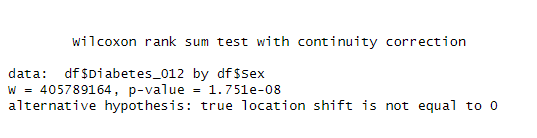 Wilcoxon rank sum test with continuity correction
data:  df$Diabetes_012 by df$Sex
W = 405789164, p-value = 1.751e-08
alternative hypothesis: true location shift is not equal to 0